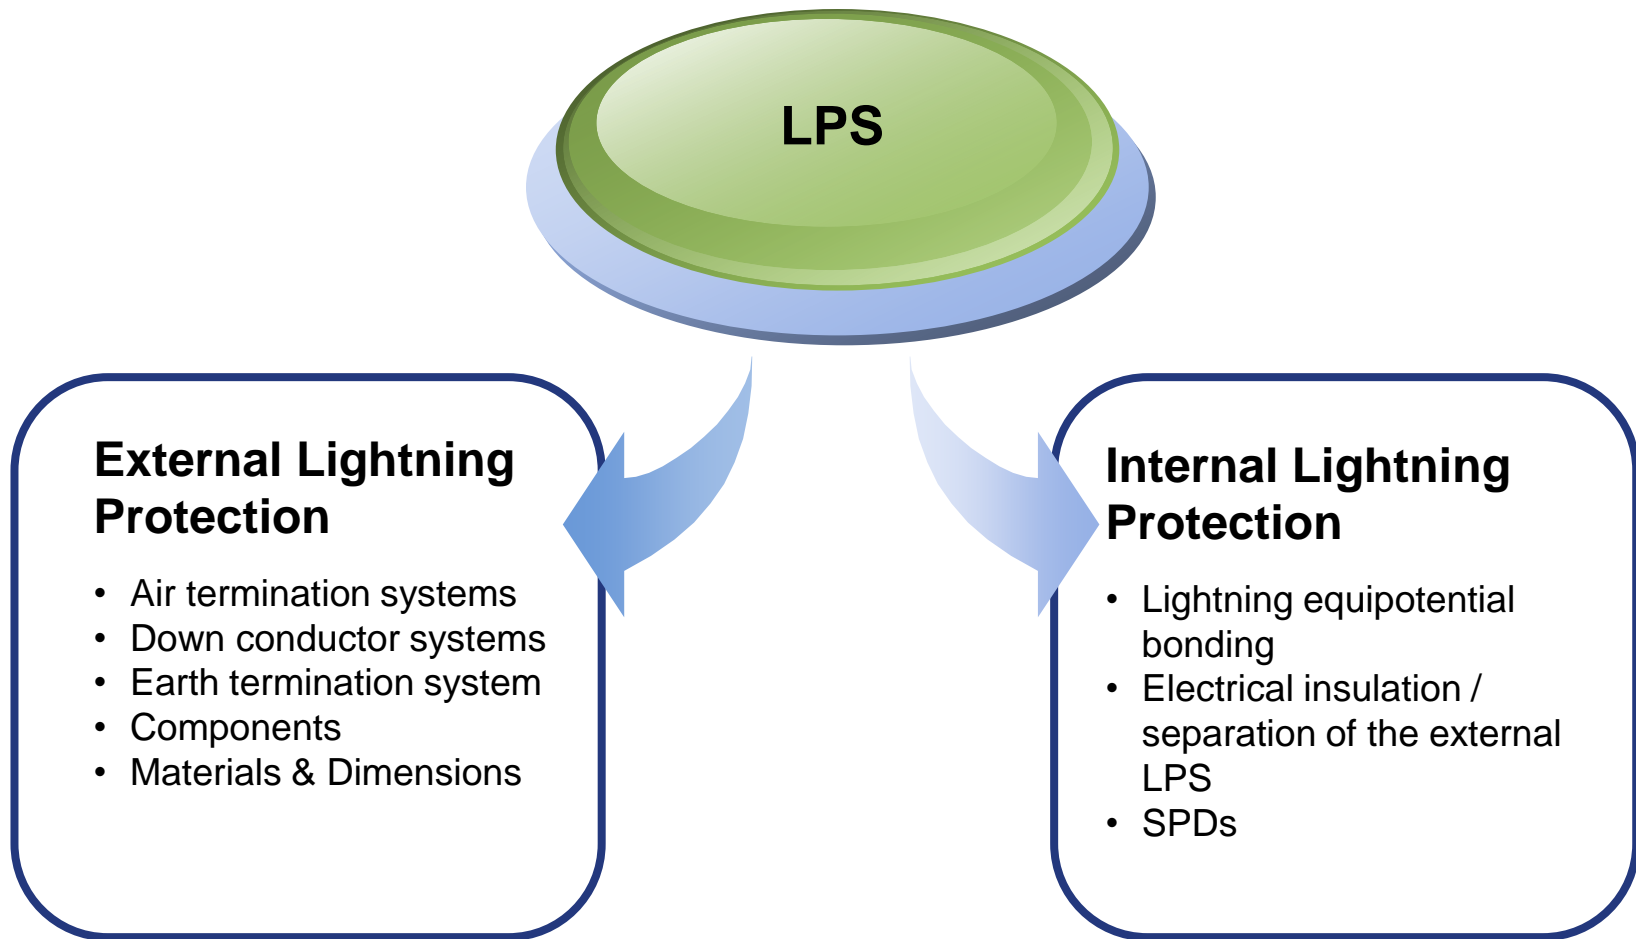 LPS
External Lightning
Protection
• Air termination systems
• Down conductor systems
• Earth termination system
• Components
• Materials & Dimensions
Internal Lightning
Protection
• Lightning equipotential
bonding
• Electrical insulation /
separation of the external
LPS
• SPDs